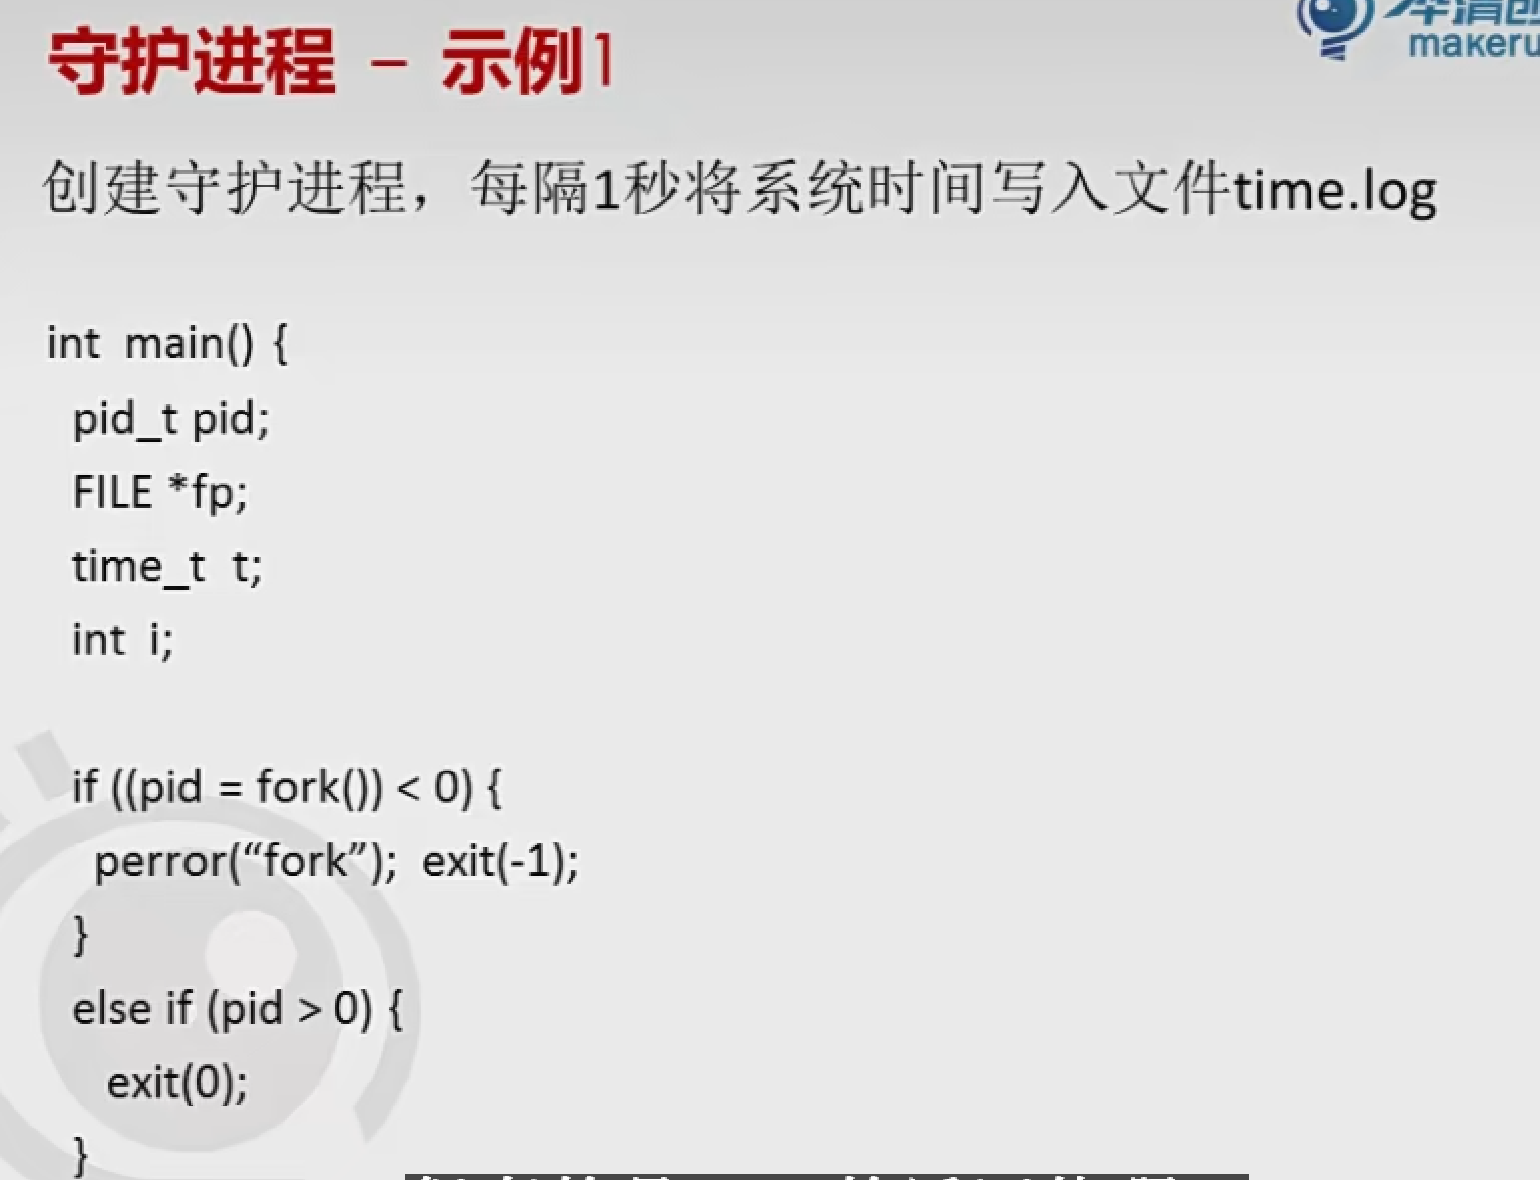 守护进程 – 示例1
makeru
创建守护进程，每隔1秒将系统时间写入文件time.log
int main() {
pid_t pid;
FILE *fp;
time_t t;
int i;
if ((pid = fork()) < 0) {
perror(“fork”); exit(-1);
}
else if (pid > 0) {
exit(0);
}